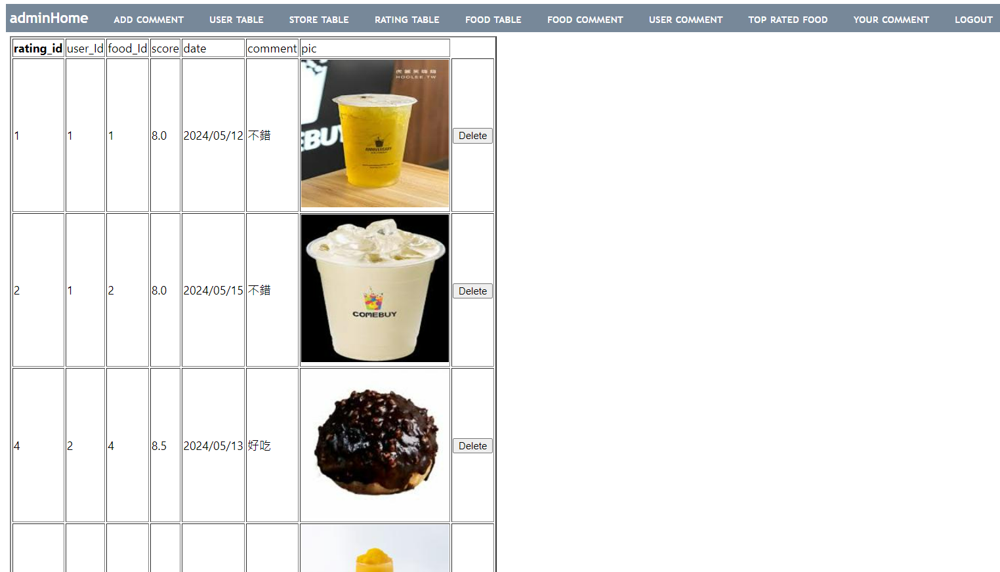 adminHome ADD COMMENT USER TABLE STORE TABLE RATING TABLE FOOD TABLE FOOD COMMENT USER COMMENT TOP RATED FOOD YOUR COMMENT LOGOUT
rating_id user_Id food_Id score date comment pic
HOOLEE.TW
ANNIVERSARY
1 1 1 8.0 2024/05/12 不錯 Delete
COMEBUY
2 1 2 8.0 2024/05/15 不錯 Delete
4 2 4 8.5 2024/05/13 好吃 Delete